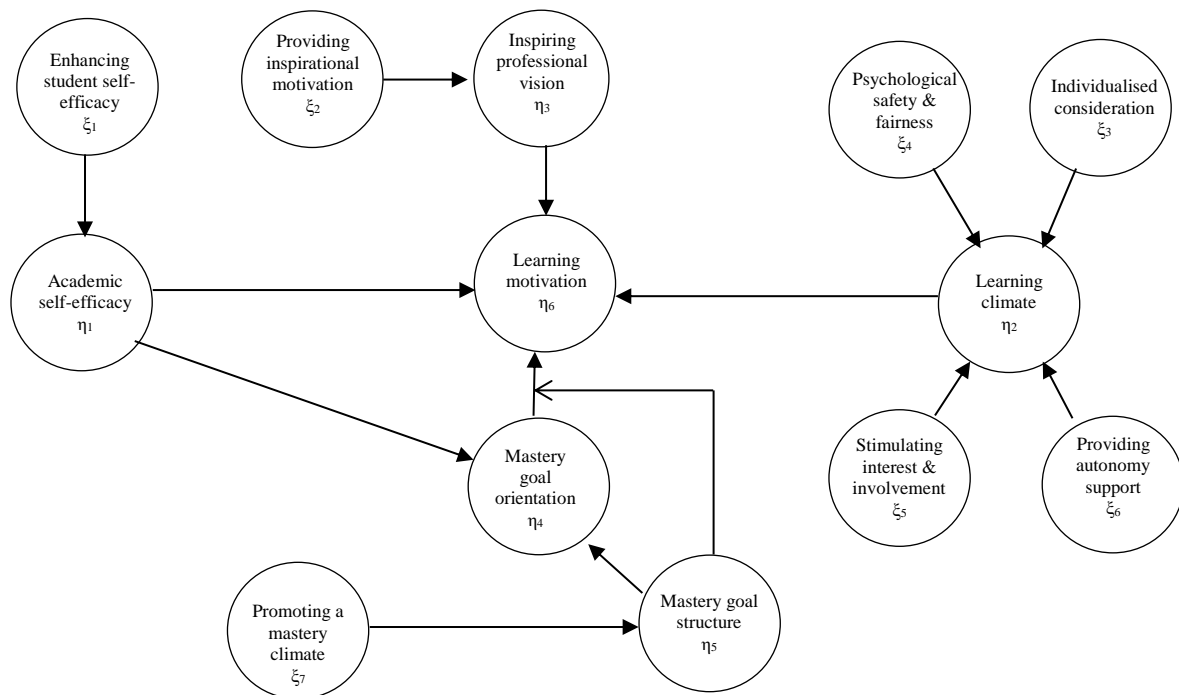 Enhancing
student self-
efficacy
ξ1
Providing
inspirational
motivation
ξ2
Inspiring
professional
vision
η3
Psychological
safety &
fairness
ξ4
Individualised
consideration
ξ3
Academic
self-efficacy
η1
Learning
motivation
η6
Learning
climate
η2
Mastery
goal
orientation
η4
Stimulating
interest &
involvement
ξ5
Providing
autonomy
support
ξ6
Promoting a
mastery
climate
ξ7
Mastery goal
structure
η5